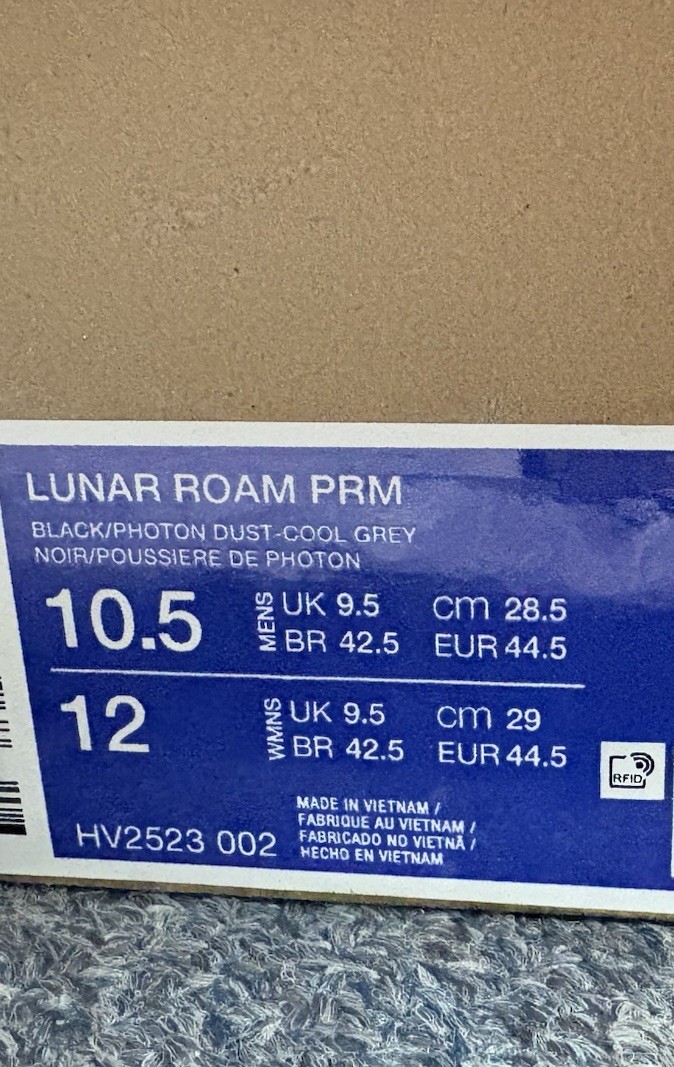 LUNAR ROAM PRM
BLACK/PHOTON DUST-COOL GREY
NOIR/POUSSIERE DE PHOTON
10.5 MENS UK 9.5 cm 28.5
BR 42.5 EUR 44.5
12 WMNS UK 9.5 cm 29
BR 42.5 EUR 44.5
RFID
MADE IN VIETNAM /
FABRIQUE AU VIETNAM /
FABRICADO NO VIETNÃ /
HECHO EN VIETNAM
HV2523 002